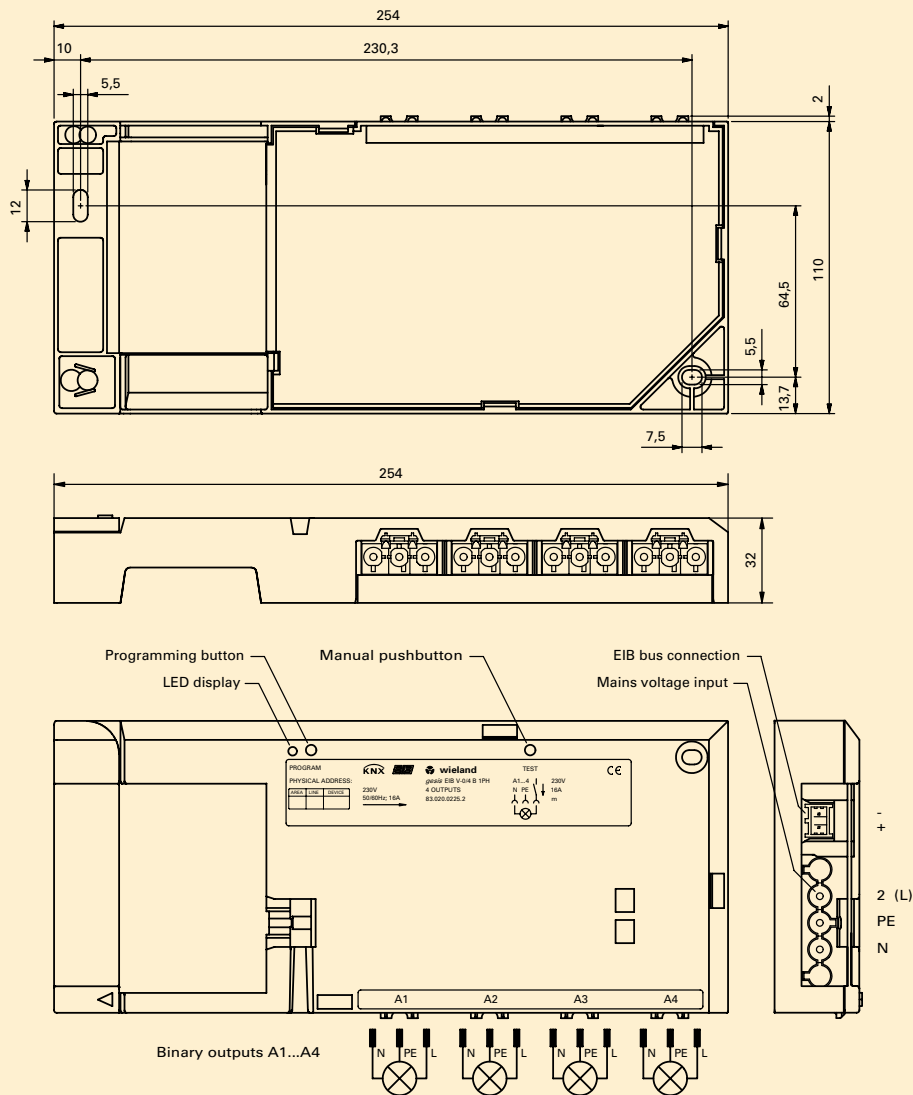 254
10
230,3
5,5
2
12
64,5
110
5,5
13,7
7,5
254
32
Programming button
Manual pushbutton
EIB bus connection
LED display
Mains voltage input
PROGRAM
KNX
wieland
TEST
CE
PHYSICAL ADDRESS:
gesis EIB V-0/4 B 1PH
A1...4
230V
AREA LINE DEVICE
230V
4 OUTPUTS
N PE
16A
50/60Hz; 16A
83.020.0225.2
m
-
+
2 (L)
PE
N
A1
A2
A3
A4
Binary outputs A1...A4
N PE L
N PE L
N PE L
N PE L